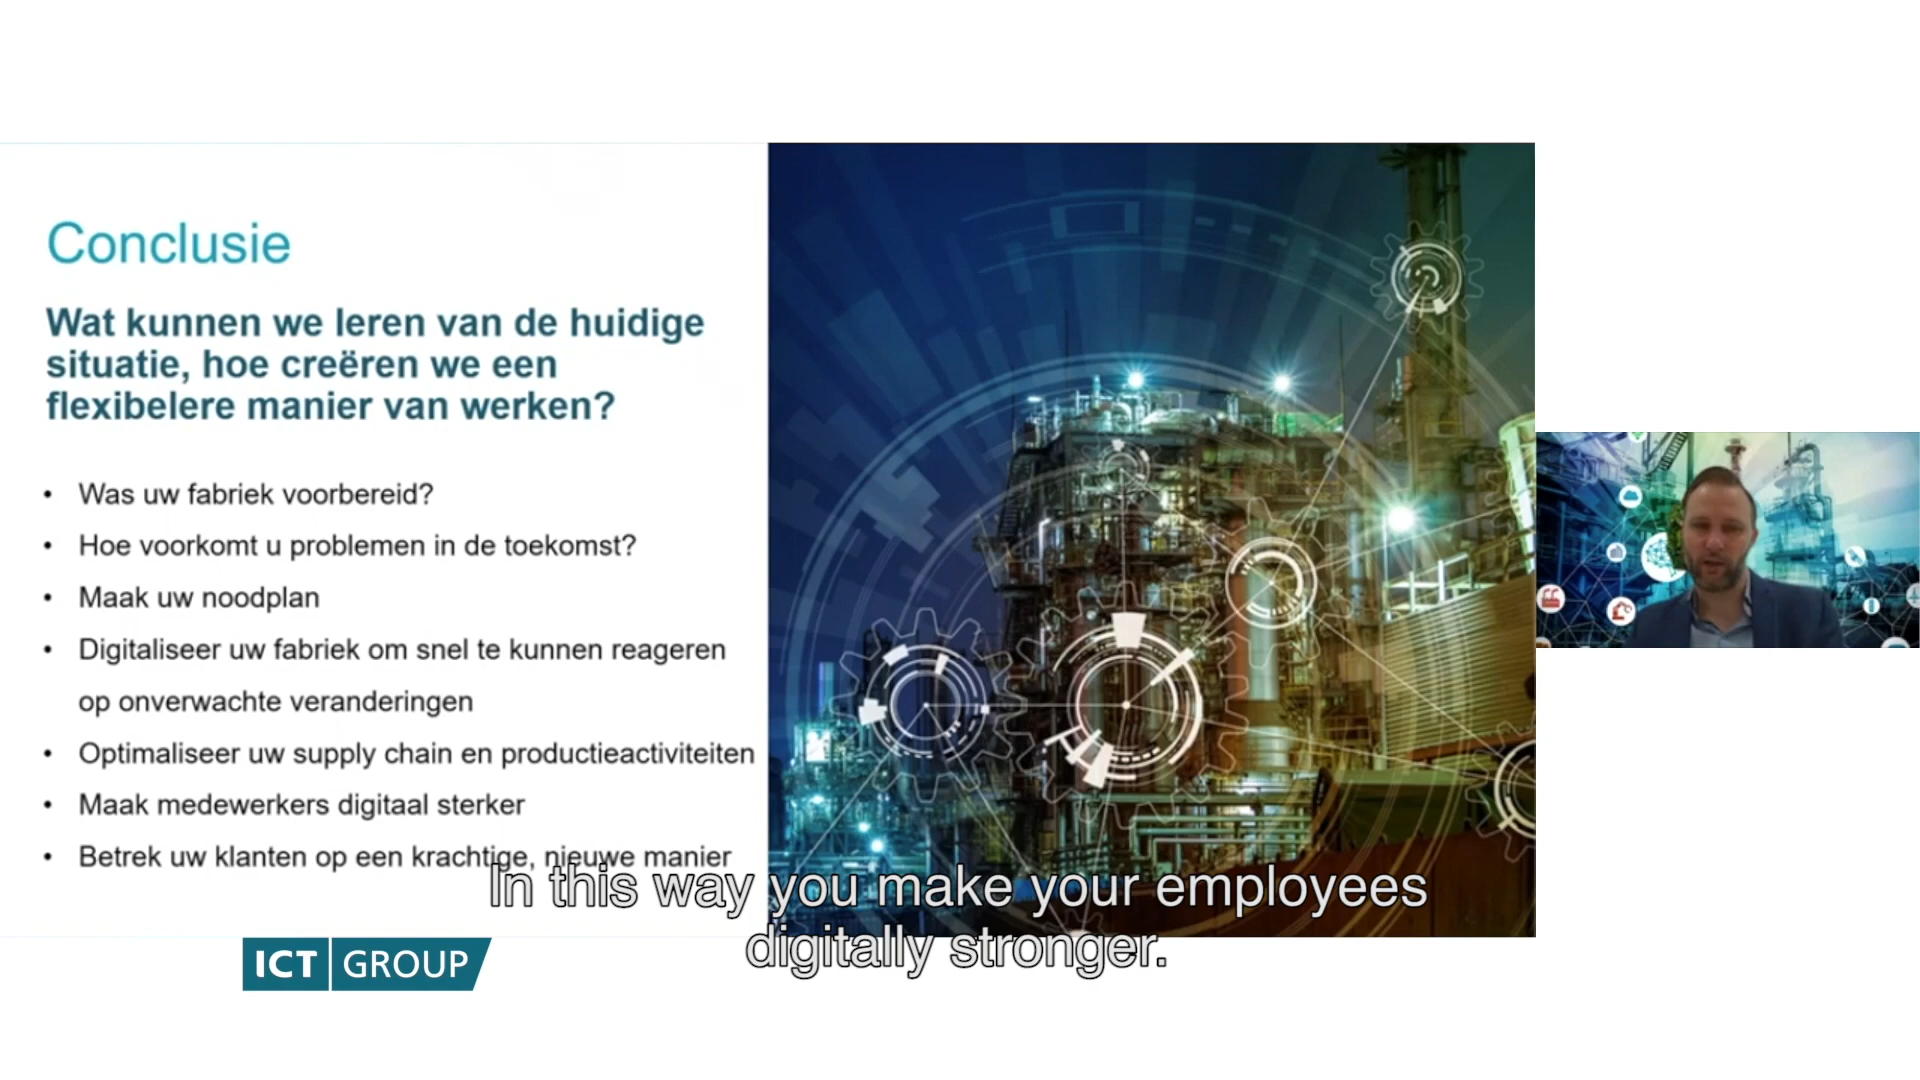 Conclusie
Wat kunnen we leren van de huidige
situatie, hoe creëren we een
flexibelere manier van werken?
• Was uw fabriek voorbereid?
• Hoe voorkomt u problemen in de toekomst?
• Maak uw noodplan
• Digitaliseer uw fabriek om snel te kunnen reageren
op onverwachte veranderingen
• Optimaliseer uw supply chain en productieactiviteiten
• Maak medewerkers digitaal sterker
• Betrek uw klanten op een krachtige, nieuwe manier
In this way you make your employees
digitally stronger.
ICT GROUP